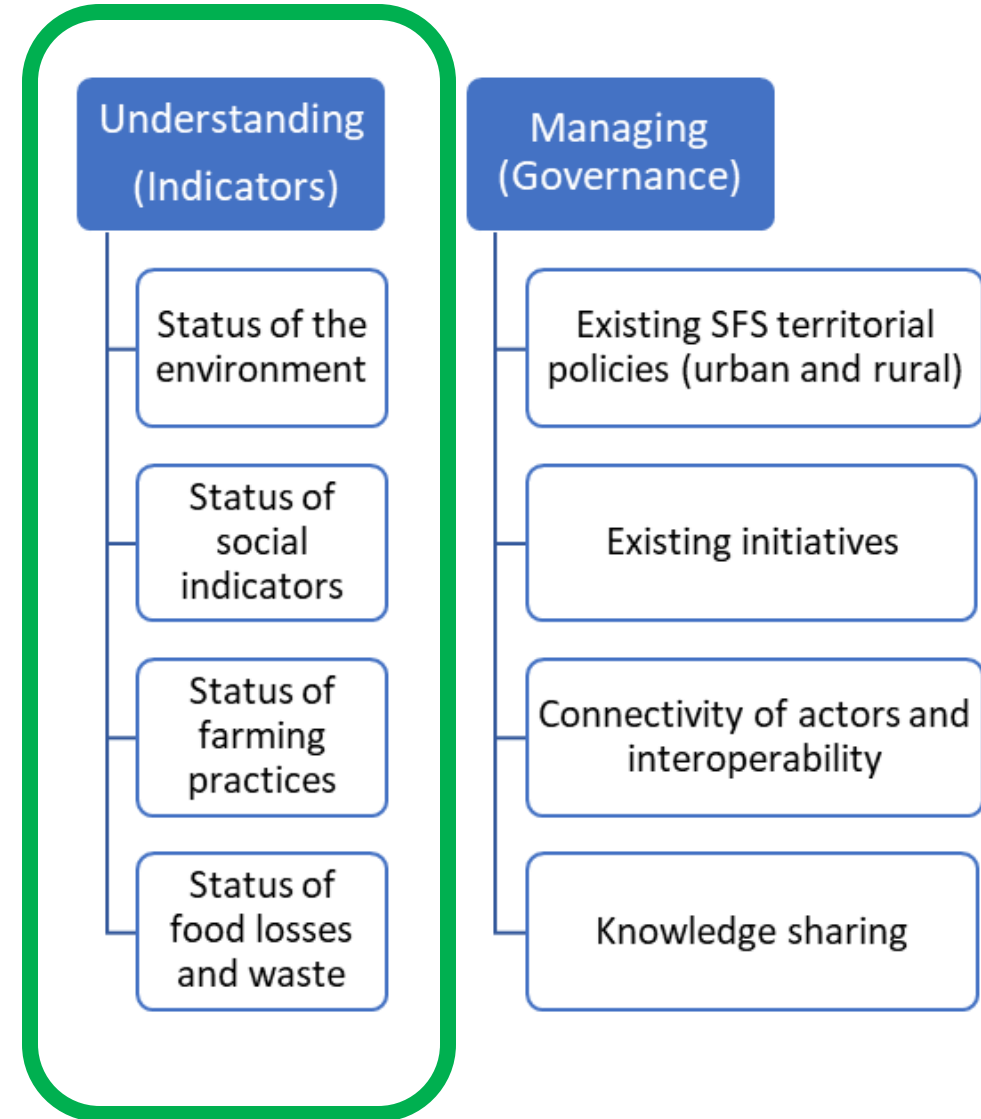 Understanding
(Indicators)
Status of the
environment
Status of
social
indicators
Status of
farming
practices
Status of
food losses
and waste
Managing
(Governance)
Existing SFS territorial
policies (urban and rural)
Existing initiatives
Connectivity of actors and
interoperability
Knowledge sharing